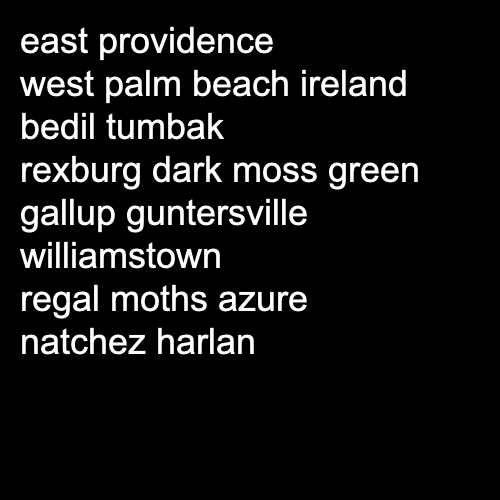 east providence
west palm beach ireland
bedil tumbak
rexburg dark moss green
gallup guntersville
williamstown
regal moths azure
natchez harlan